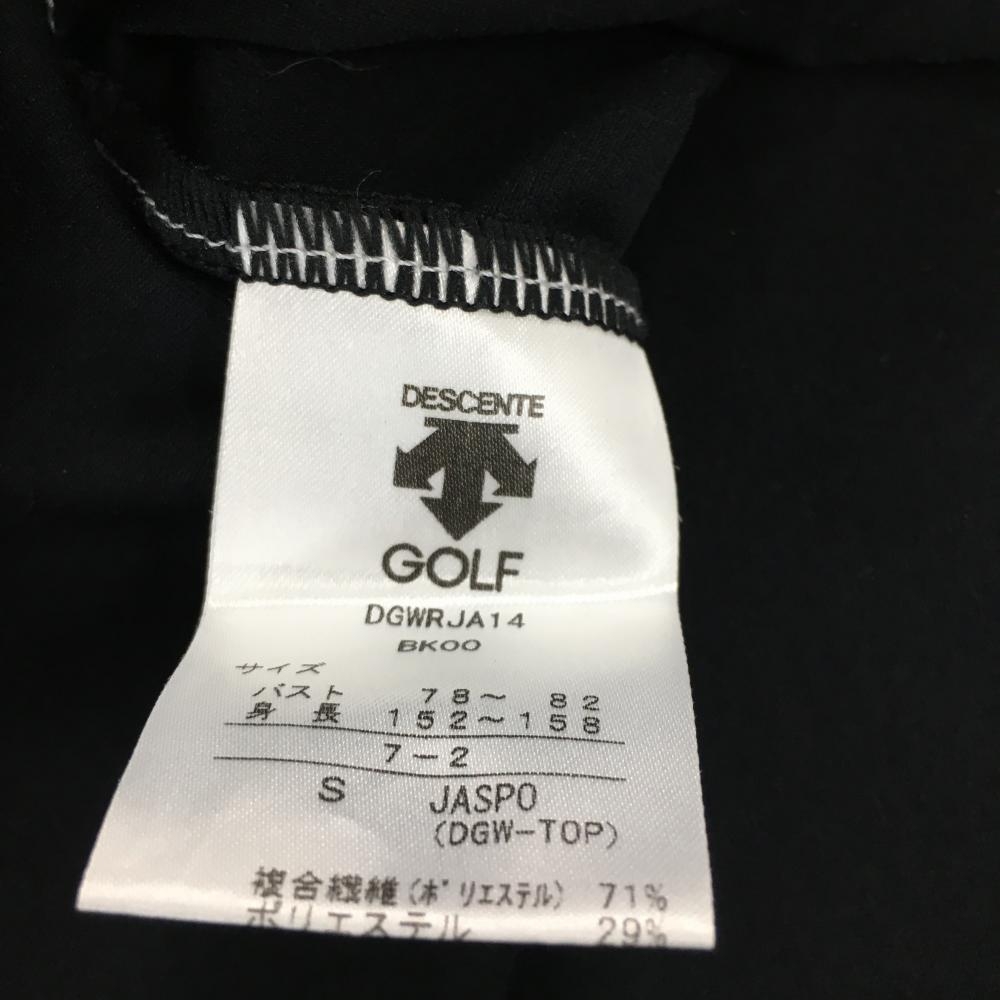 DESCENTE
GOLF
DGWRJA14
BK00
サイズ
バスト 78～ 82
身 長 152～158
7-2
S JASPO
(DGW-TOP)
複合繊維(ポリエステル) 71%
ポリエステル 29%